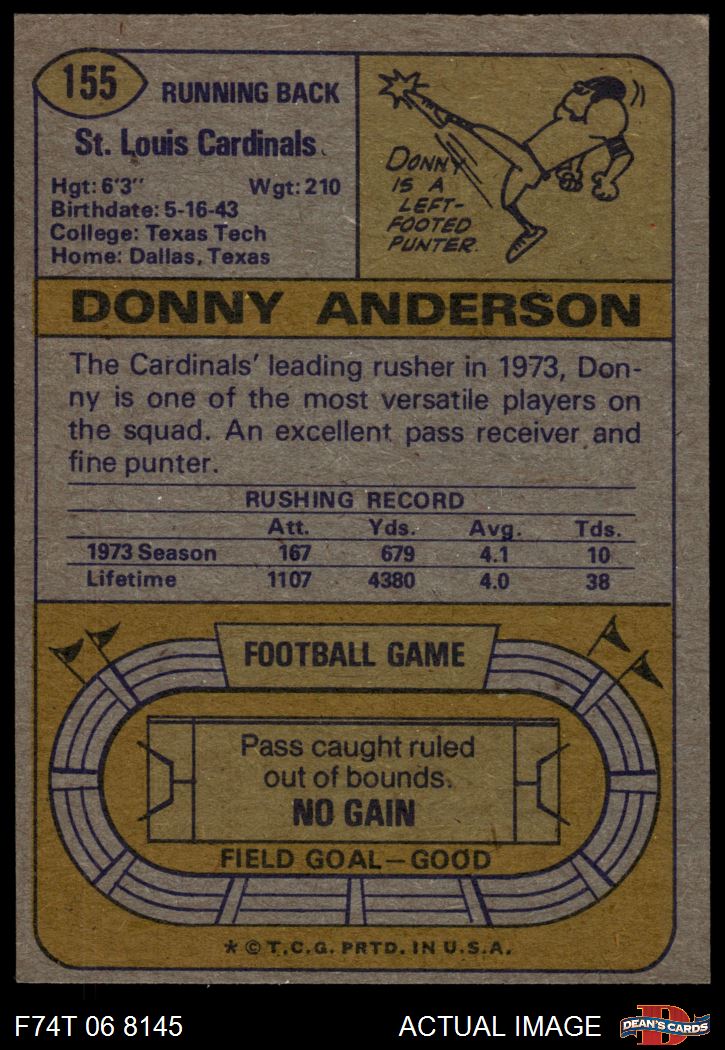 155
RUNNING BACK
St. Louis Cardinals
Hgt: 6'3" Wgt: 210
Birthdate: 5-16-43
College: Texas Tech
Home: Dallas, Texas
DONNY
IS A
LEFT-
FOOTED
PUNTER.
DONNY ANDERSON
The Cardinals' leading rusher in 1973, Don-
ny is one of the most versatile players on
the squad. An excellent pass receiver and
fine punter.
RUSHING RECORD
Att. Yds. Avg. Tds.
1973 Season 167 679 4.1 10
Lifetime 1107 4380 4.0 38
FOOTBALL GAME
Pass caught ruled
out of bounds.
NO GAIN
FIELD GOAL—GOOD
* © T.C.G. PRTD. IN U.S.A.
F74T 06 8145 ACTUAL IMAGE
D
DEAN'S CARDS